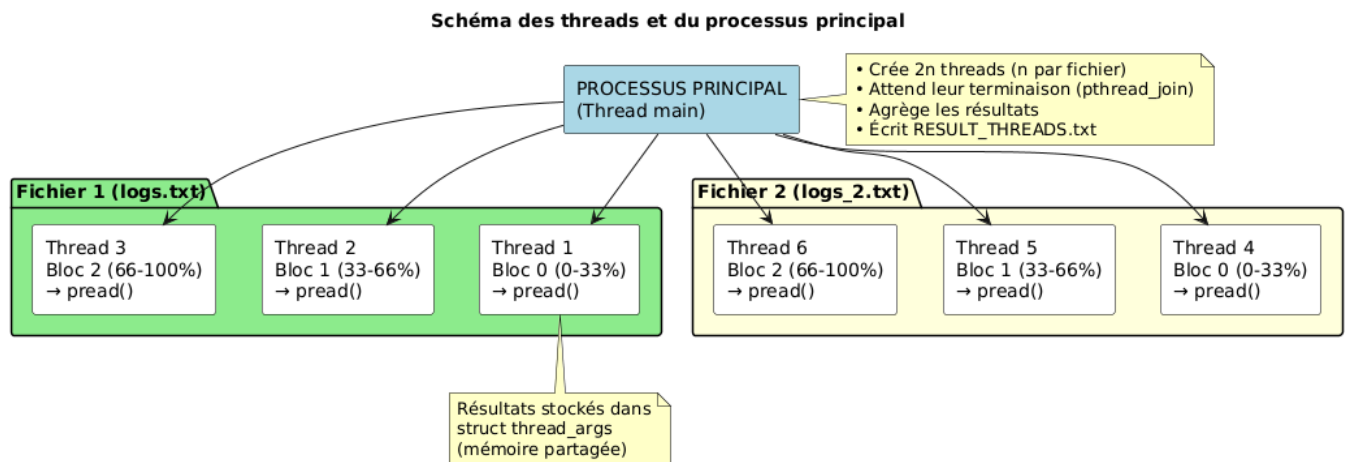 Schéma des threads et du processus principal
PROCESSUS PRINCIPAL
(Thread main)
• Crée 2n threads (n par fichier)
• Attend leur terminaison (pthread_join)
• Agrège les résultats
• Écrit RESULT_THREADS.txt
Fichier 1 (logs.txt)
Thread 3
Bloc 2 (66-100%)
→ pread()
Thread 2
Bloc 1 (33-66%)
→ pread()
Thread 1
Bloc 0 (0-33%)
→ pread()
Fichier 2 (logs_2.txt)
Thread 6
Bloc 2 (66-100%)
→ pread()
Thread 5
Bloc 1 (33-66%)
→ pread()
Thread 4
Bloc 0 (0-33%)
→ pread()
Résultats stockés dans
struct thread_args
(mémoire partagée)